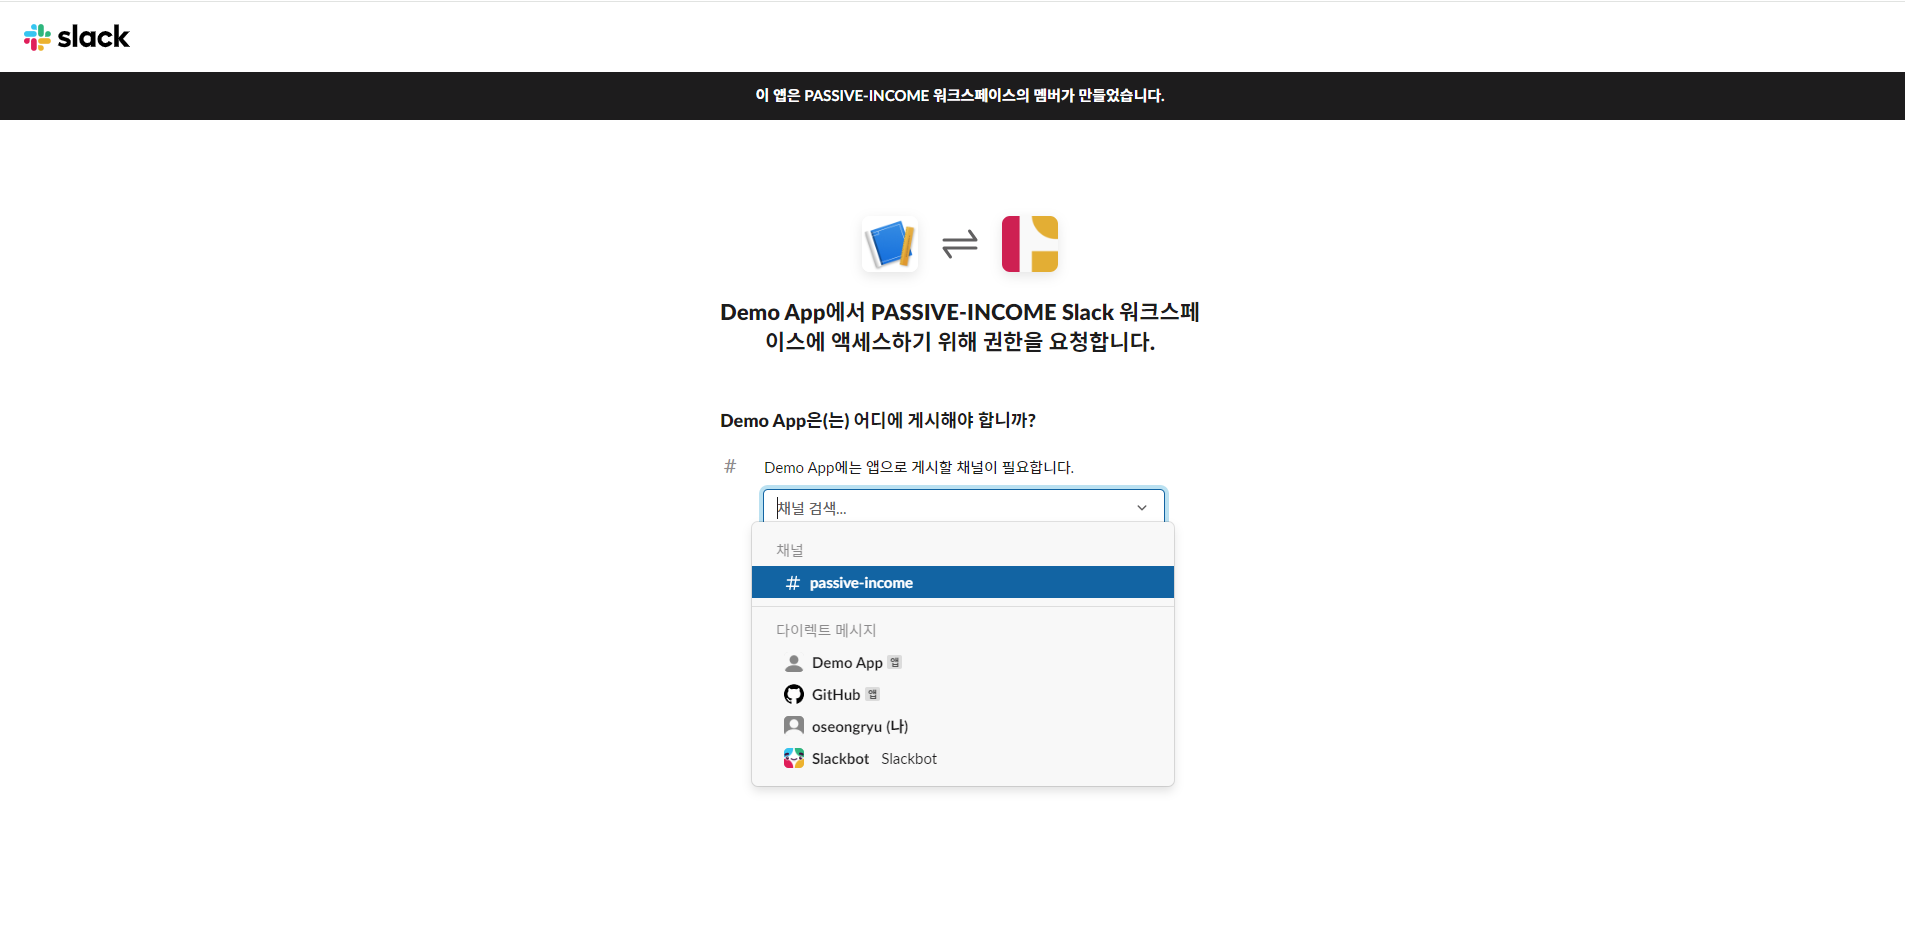 slack
이 앱은 PASSIVE-INCOME 워크스페이스의 멤버가 만들었습니다.
Demo App에서 PASSIVE-INCOME Slack 워크스페
이스에 액세스하기 위해 권한을 요청합니다.
Demo App은(는) 어디에 게시해야 합니까?
# Demo App에는 앱으로 게시할 채널이 필요합니다.
채널 검색...
채널
# passive-income
다이렉트 메시지
Demo App 앱
GitHub 앱
oseongryu (나)
Slackbot Slackbot